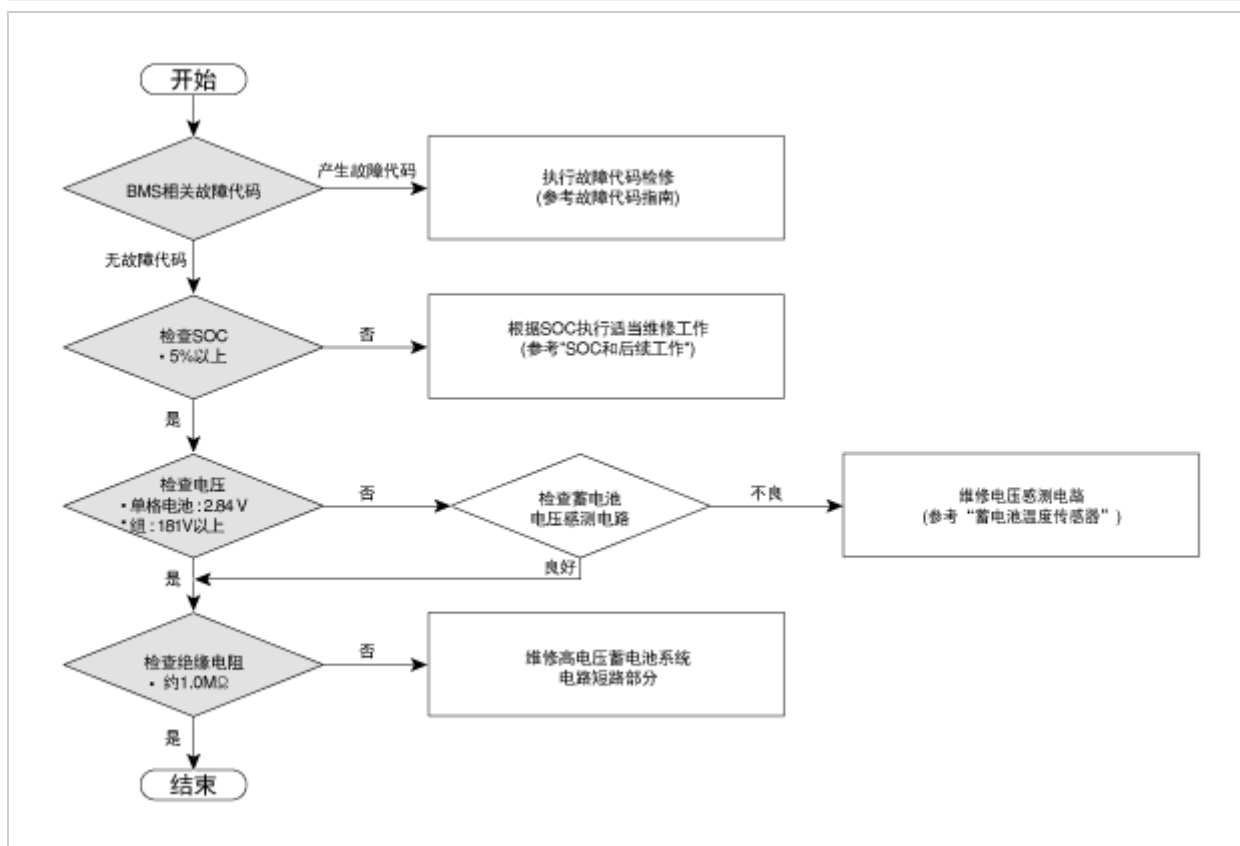 开始
BMS相关故障代码
产生故障代码
执行故障代码检修
(参考故障代码指南)
无故障代码
检查SOC
• 5%以上
否
根据SOC执行适当维修工作
(参考"SOC和后续工作")
是
检查电压
• 单格电池 : 2.84 V
• 组 : 181V以上
否
检查蓄电池
电压感测电路
不良
维修电压感测电路
(参考“蓄电池温度传感器”)
良好
是
检查绝缘电阻
• 约1.0MΩ
否
维修高电压蓄电池系统
电路短路部分
是
结束